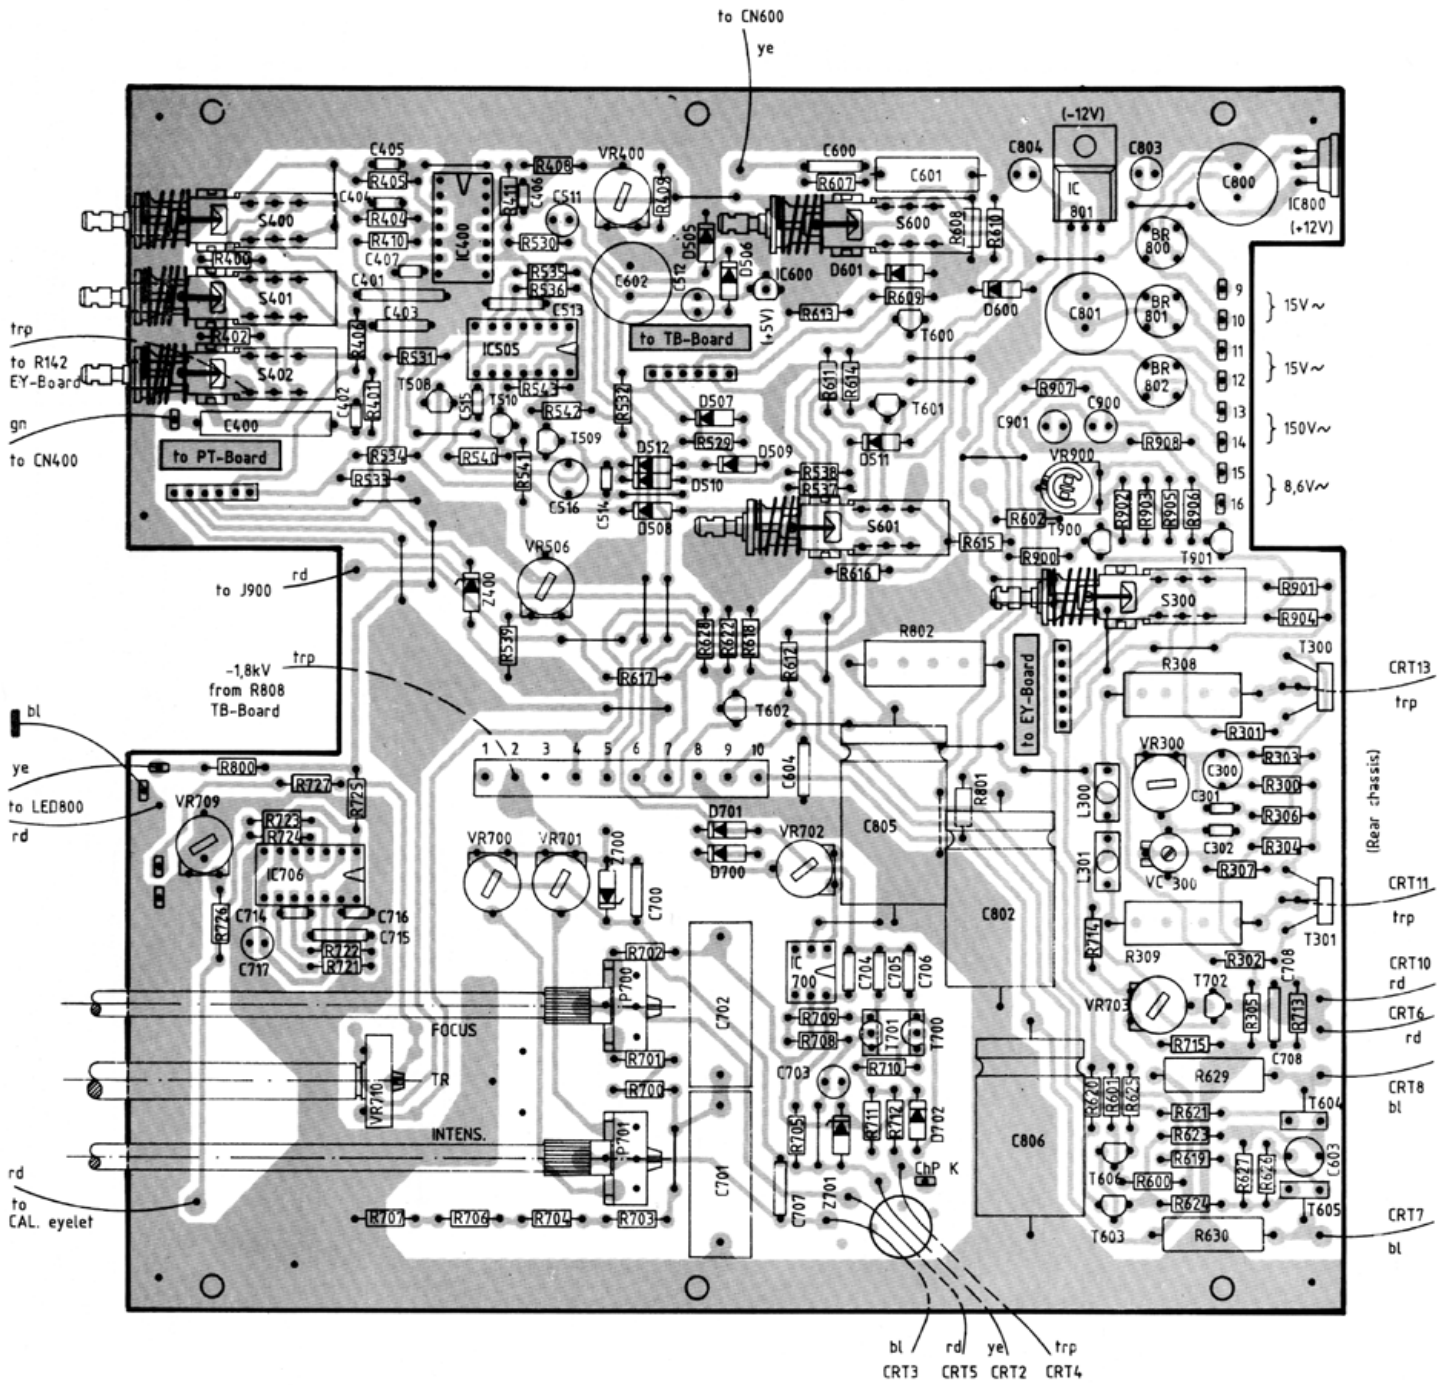 to CN600
ye
(-12V)
C405
R408
VR400
C600
C804
C803
R405
R411
C406
R409
R607
C601
C800
IC
801
C404
R404
C511
IC400
S400
S600
R608
R610
IC800
(+12V)
R410
R530
D505
D506
BR
800
R400
C407
R535
R536
C602
C512
IC600
D601
R609
D600
C401
S401
C513
(+5V)
R613
C801
BR
801
9
10
15V~
C403
R402
R406
T600
trp
to R142
EY-Board
to TB-Board
IC505
R531
S402
R611
R614
BR
802
11
12
15V~
T508
R543
R532
R907
C402
R401
C515
T510
R542
D507
T601
C901
C900
13
14
150V~
gn
to CN400
C400
T509
R529
D511
R908
to PT-Board
R534
R540
D512
D509
VR900
R533
R541
C516
C514
D510
R538
R537
15
16
8,6V~
D508
S601
R602
R902
R903
R905
R906
T900
VR506
R615
R900
T901
rd
to J900
Z400
R616
S300
R901
R904
R539
R628
R622
R618
R612
R802
to EY-Board
T300
-1,8kV
from R808
TB-Board
trp
R617
R308
CRT13
trp
T602
bl
R301
1 2 3 4 5 6 7 8 9 10
C604
VR300
C300
R303
ye
to LED800
rd
R800
R727
R725
R801
L300
C301
R300
VR709
R723
R724
D701
C805
R306
(Rear chassis)
VR700
VR701
Z700
VR702
C302
R304
IC706
D700
L301
VC 300
R307
C700
CRT11
trp
R726
C714
C716
C802
C715
R714
R309
T301
C717
R722
R721
R702
P700
700
C704
C705
C706
R302
C708
CRT10
rd
C702
VR703
T702
R305
R713
FOCUS
R709
R708
T701
T700
CRT6
rd
R701
R715
C708
VR710
TR
R700
C703
R710
R629
CRT8
bl
R620
R601
R625
T604
INTENS.
P701
R705
R711
R712
D702
C806
R621
R623
R619
C603
C701
Z701
ChP K
T606
R600
R627
R626
rd
to
CAL. eyelet
C707
R624
T605
R707
R706
R704
R703
T603
R630
CRT7
bl
bl
CRT3
rd
CRT5
ye
CRT2
trp
CRT4